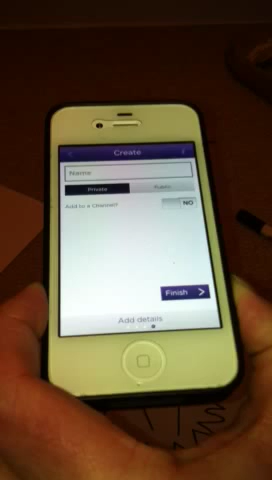 Create
Name
Private Public
Add to a Channel? NO
Finish
Add details